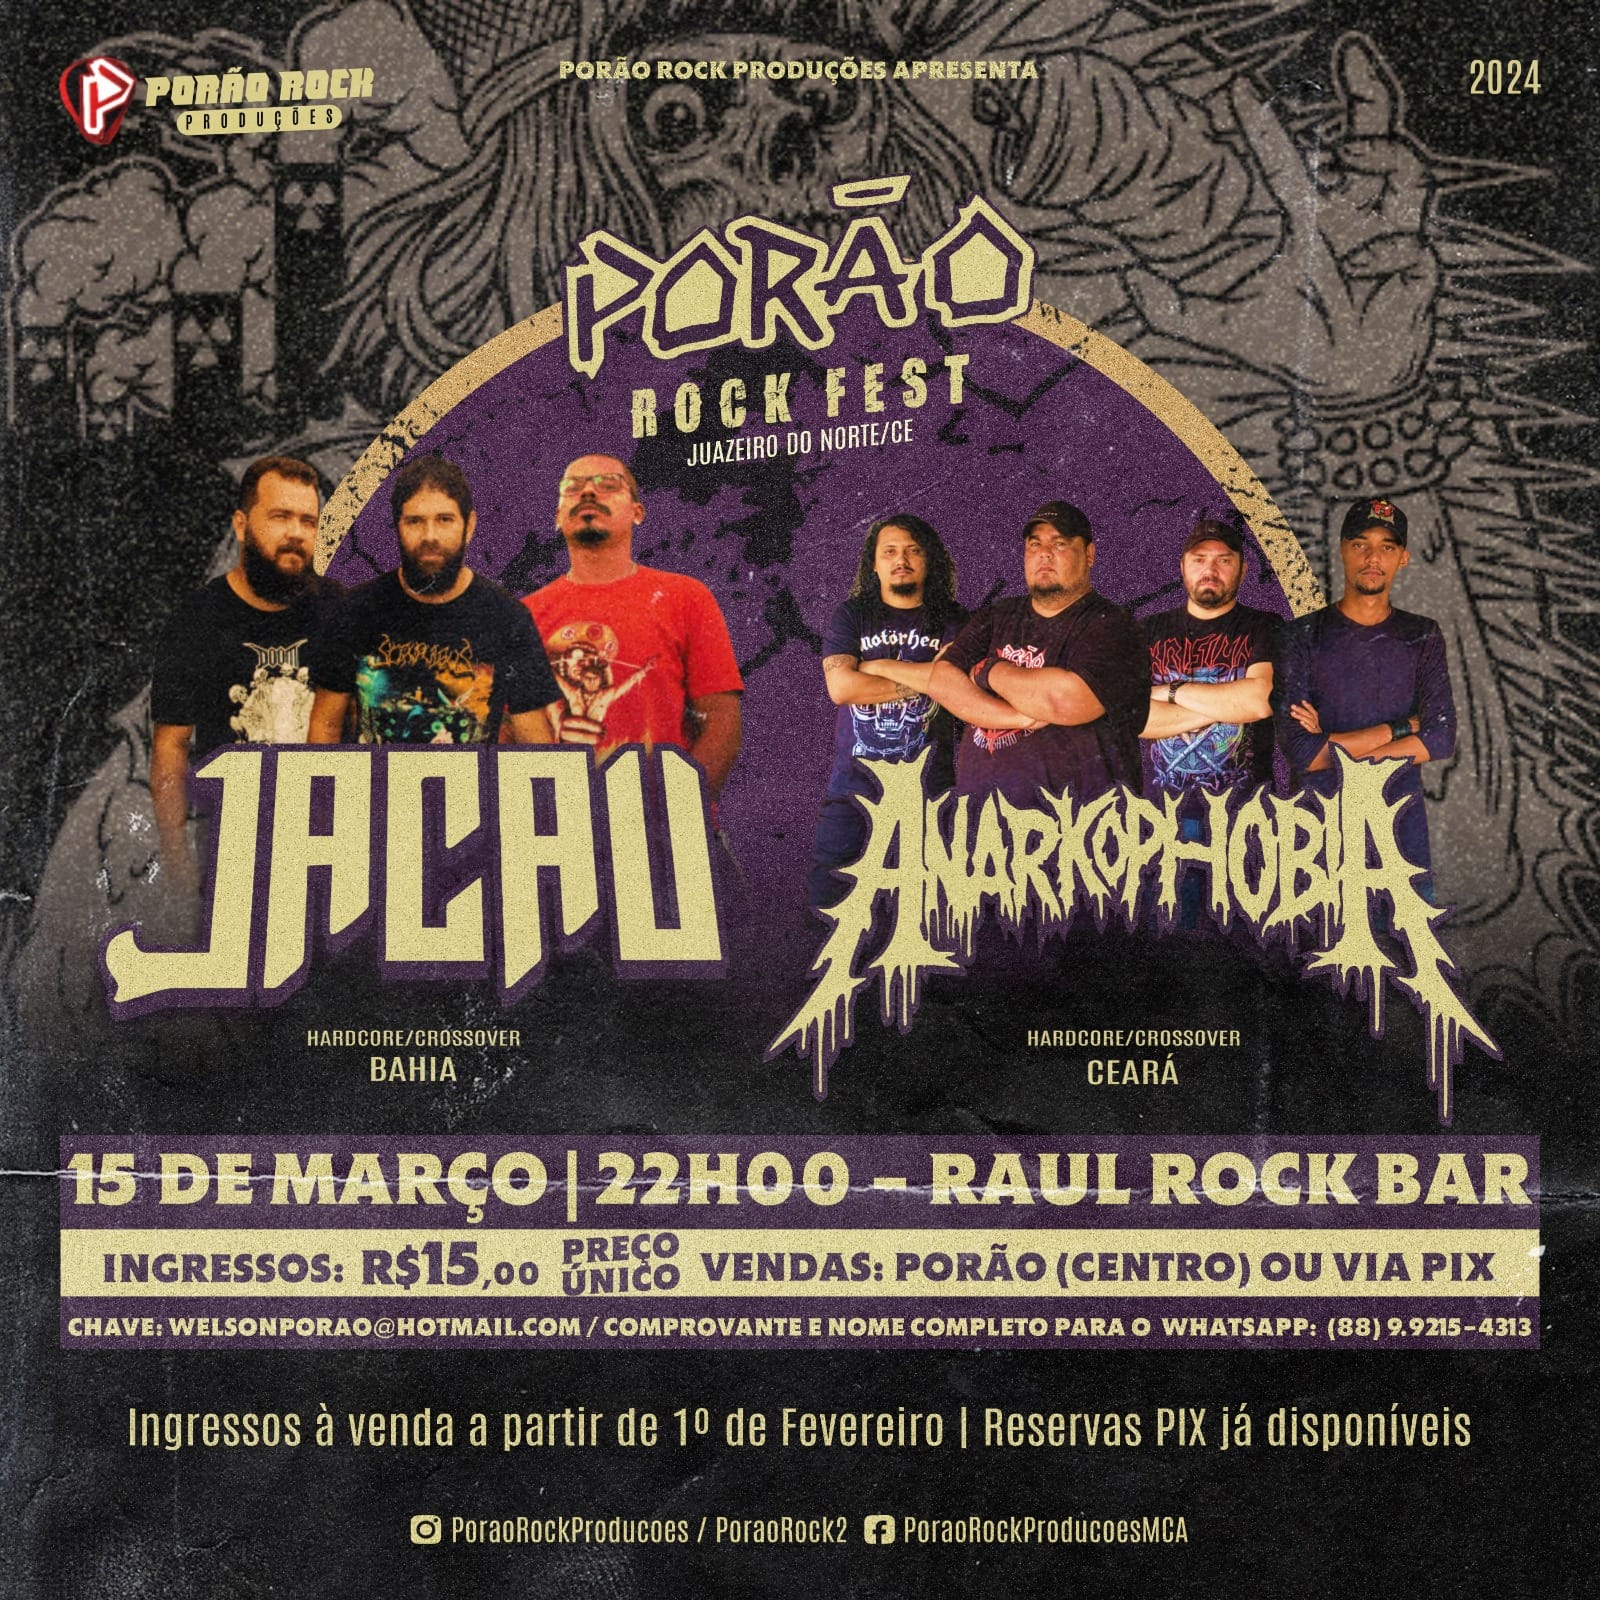 PORÃO ROCK
PRODUÇÕES
PORÃO ROCK PRODUÇÕES APRESENTA
2024
PORÃO
ROCK FEST
JUAZEIRO DO NORTE/CE
DOOM
motörhea
PORÃO
JACAU
ANARKOPHOBIA
HARDCORE/CROSSOVER
BAHIA
HARDCORE/CROSSOVER
CEARÁ
15 DE MARÇO | 22H00 – RAUL ROCK BAR
INGRESSOS: R$15,00 PREÇO ÚNICO VENDAS: PORÃO (CENTRO) OU VIA PIX
CHAVE: WELSONPORAO@HOTMAIL.COM / COMPROVANTE E NOME COMPLETO PARA O WHATSAPP: (88) 9.9215-4313
Ingressos à venda a partir de 1º de Fevereiro | Reservas PIX já disponíveis
PoraoRockProducoes / PoraoRock2 PoraoRockProducoesMCA